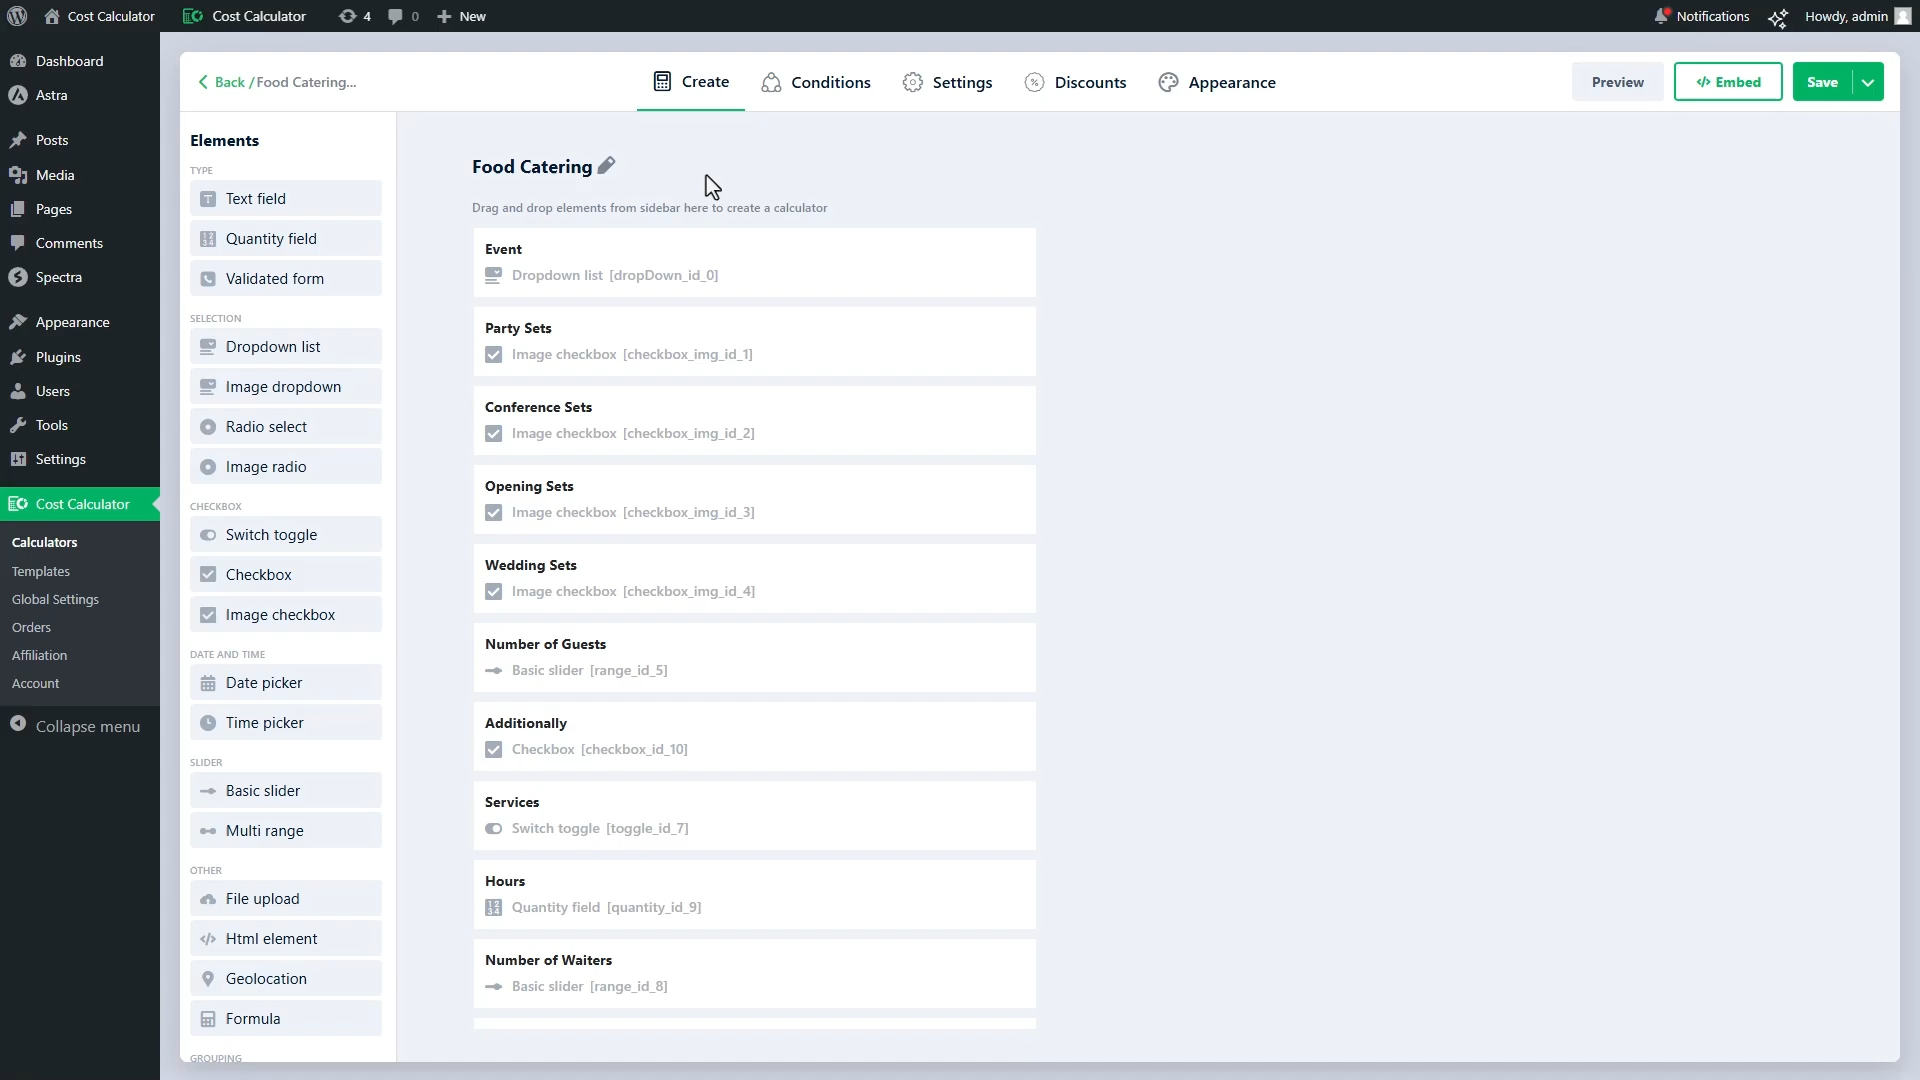 Cost Calculator
Cost Calculator
4
0
New
Notifications
Howdy, admin
Dashboard
Astra
Posts
Media
Pages
Comments
Spectra
Appearance
Plugins
Users
Tools
Settings
Cost Calculator
Calculators
Templates
Global Settings
Orders
Affiliation
Account
Collapse menu
Back / Food Catering...
Create
Conditions
Settings
Discounts
Appearance
Preview
Embed
Save
Elements
TYPE
Text field
Quantity field
Validated form
SELECTION
Dropdown list
Image dropdown
Radio select
Image radio
CHECKBOX
Switch toggle
Checkbox
Image checkbox
DATE AND TIME
Date picker
Time picker
SLIDER
Basic slider
Multi range
OTHER
File upload
Html element
Geolocation
Formula
GROUPING
Food Catering
Drag and drop elements from sidebar here to create a calculator
Event
Dropdown list [dropDown_id_0]
Party Sets
Image checkbox [checkbox_img_id_1]
Conference Sets
Image checkbox [checkbox_img_id_2]
Opening Sets
Image checkbox [checkbox_img_id_3]
Wedding Sets
Image checkbox [checkbox_img_id_4]
Number of Guests
Basic slider [range_id_5]
Additionally
Checkbox [checkbox_id_10]
Services
Switch toggle [toggle_id_7]
Hours
Quantity field [quantity_id_9]
Number of Waiters
Basic slider [range_id_8]